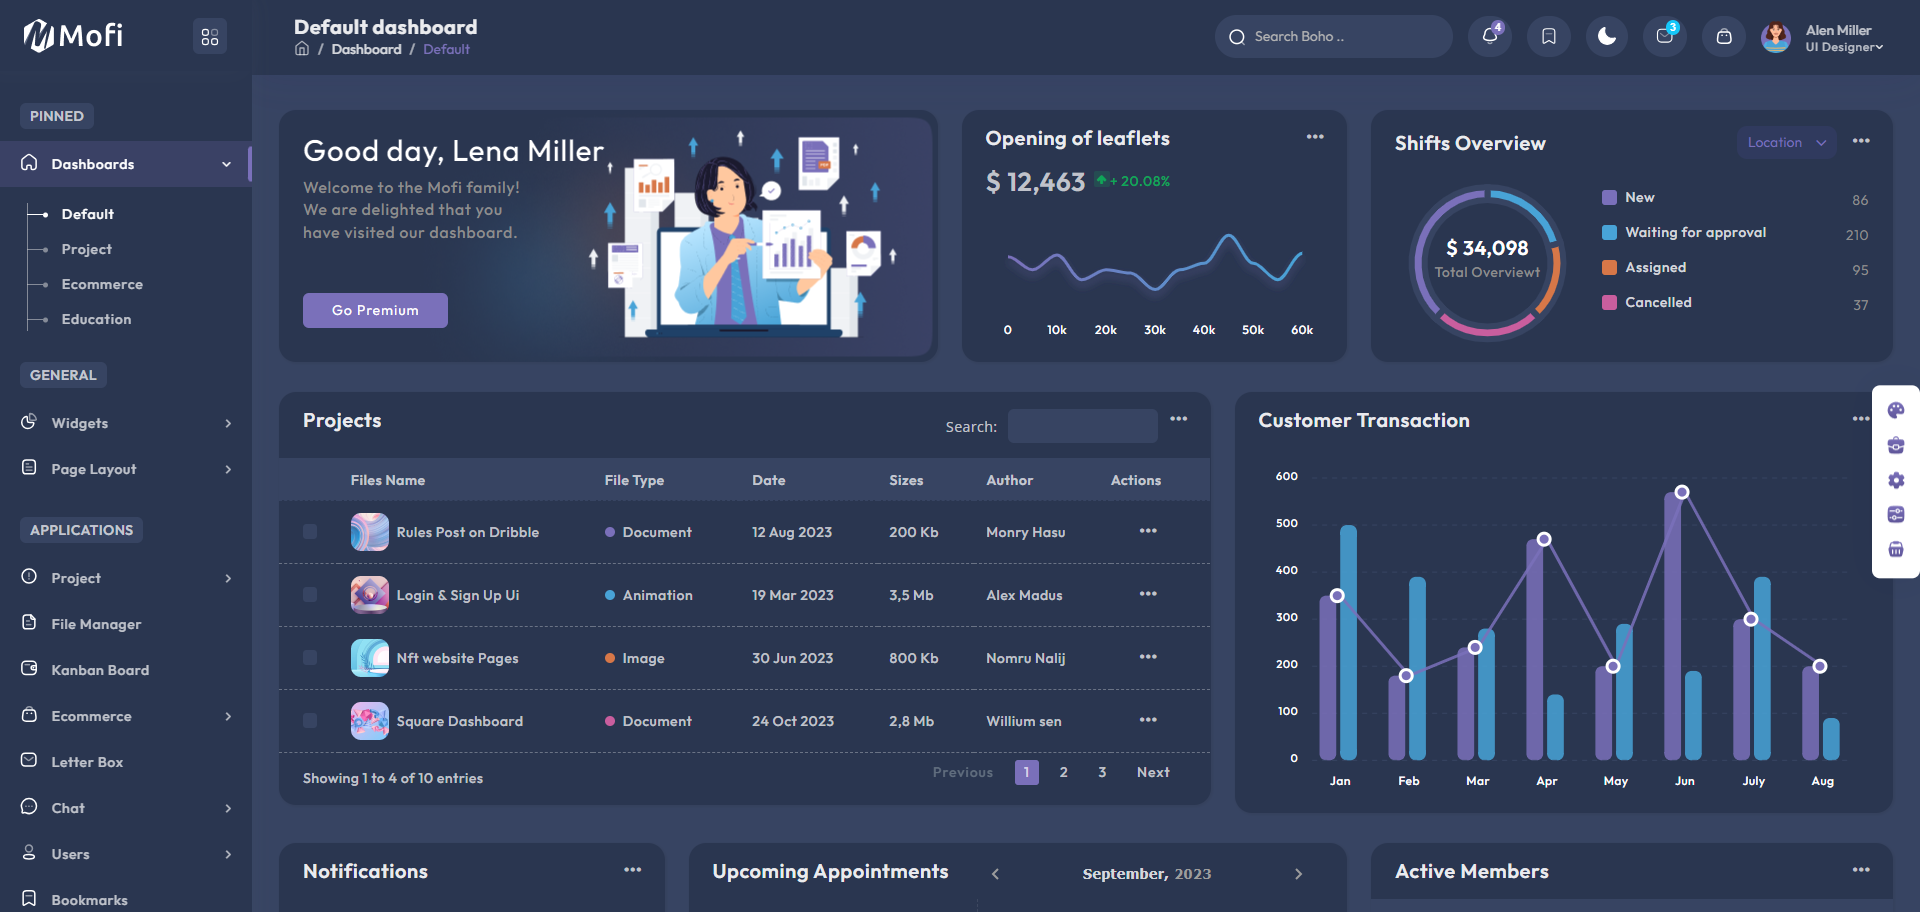 Mofi
Default dashboard
/ Dashboard / Default
Search Boho ..
4
3
Alen Miller
UI Designer
PINNED
Dashboards
Default
Project
Ecommerce
Education
GENERAL
Widgets
Page Layout
APPLICATIONS
Project
File Manager
Kanban Board
Ecommerce
Letter Box
Chat
Users
Bookmarks
Good day, Lena Miller
Welcome to the Mofi family!
We are delighted that you
have visited our dashboard.
Go Premium
Opening of leaflets
$ 12,463 + 20.08%
0 10k 20k 30k 40k 50k 60k
Shifts Overview
Location
$ 34,098
Total Overviewt
New 86
Waiting for approval 210
Assigned 95
Cancelled 37
Projects
Search:
Files Name File Type Date Sizes Author Actions
Rules Post on Dribble Document 12 Aug 2023 200 Kb Monry Hasu
Login & Sign Up Ui Animation 19 Mar 2023 3,5 Mb Alex Madus
Nft website Pages Image 30 Jun 2023 800 Kb Nomru Nalij
Square Dashboard Document 24 Oct 2023 2,8 Mb Willium sen
Showing 1 to 4 of 10 entries
Previous 1 2 3 Next
Customer Transaction
600
500
400
300
200
100
0
Jan Feb Mar Apr May Jun July Aug
Notifications
Upcoming Appointments
September, 2023
Active Members